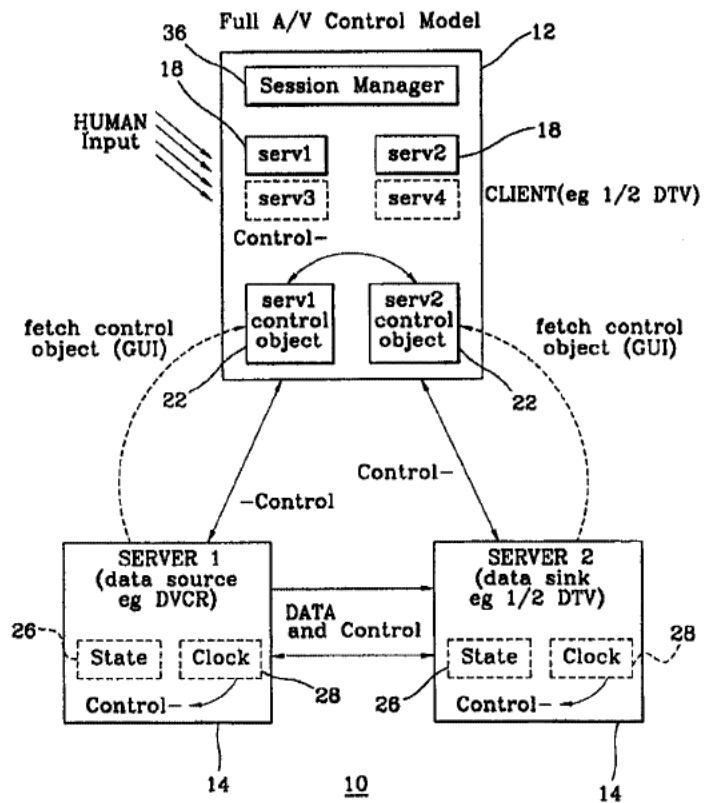 Full A/V Control Model
36
12
Session Manager
18
HUMAN
Input
serv1
serv2
18
serv3
serv4
CLIENT(eg 1/2 DTV)
Control-
serv1
control
object
serv2
control
object
fetch control
object (GUI)
fetch control
object (GUI)
22
22
Control-
-Control
SERVER 1
(data source
eg DVCR)
SERVER 2
(data sink
eg 1/2 DTV)
DATA
and Control
26
State
Clock
28
Control-
State
Clock
28
26
Control-
14
10
14